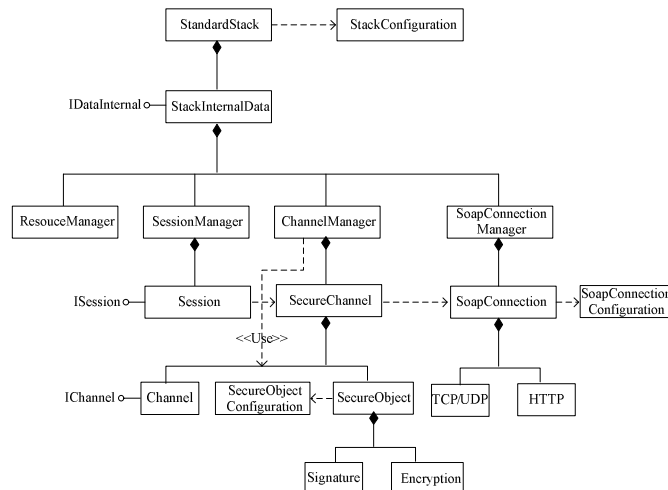 StandardStack
StackConfiguration
IDataInternal
StackInternalData
ResouceManager
SessionManager
ChannelManager
SoapConnection
Manager
ISession
Session
SecureChannel
SoapConnection
SoapConnection
Configuration
<<Use>>
IChannel
Channel
SecureObject
Configuration
SecureObject
TCP/UDP
HTTP
Signature
Encryption